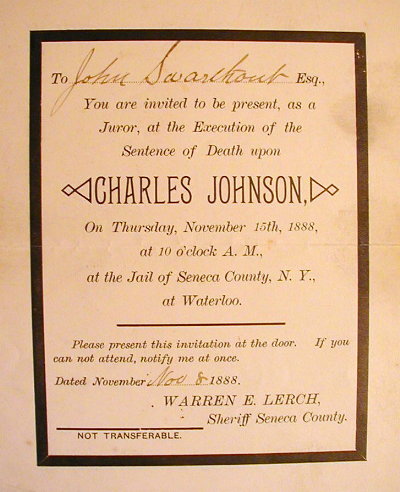 To John Swarthout Esq.,
You are invited to be present, as a
Juror, at the Execution of the
Sentence of Death upon
CHARLES JOHNSON,
On Thursday, November 15th, 1888,
at 10 o'clock A. M.,
at the Jail of Seneca County, N. Y.,
at Waterloo.
Please present this invitation at the door. If you
can not attend, notify me at once.
Dated November Nov 8 1888.
WARREN E. LERCH,
Sheriff Seneca County.
NOT TRANSFERABLE.